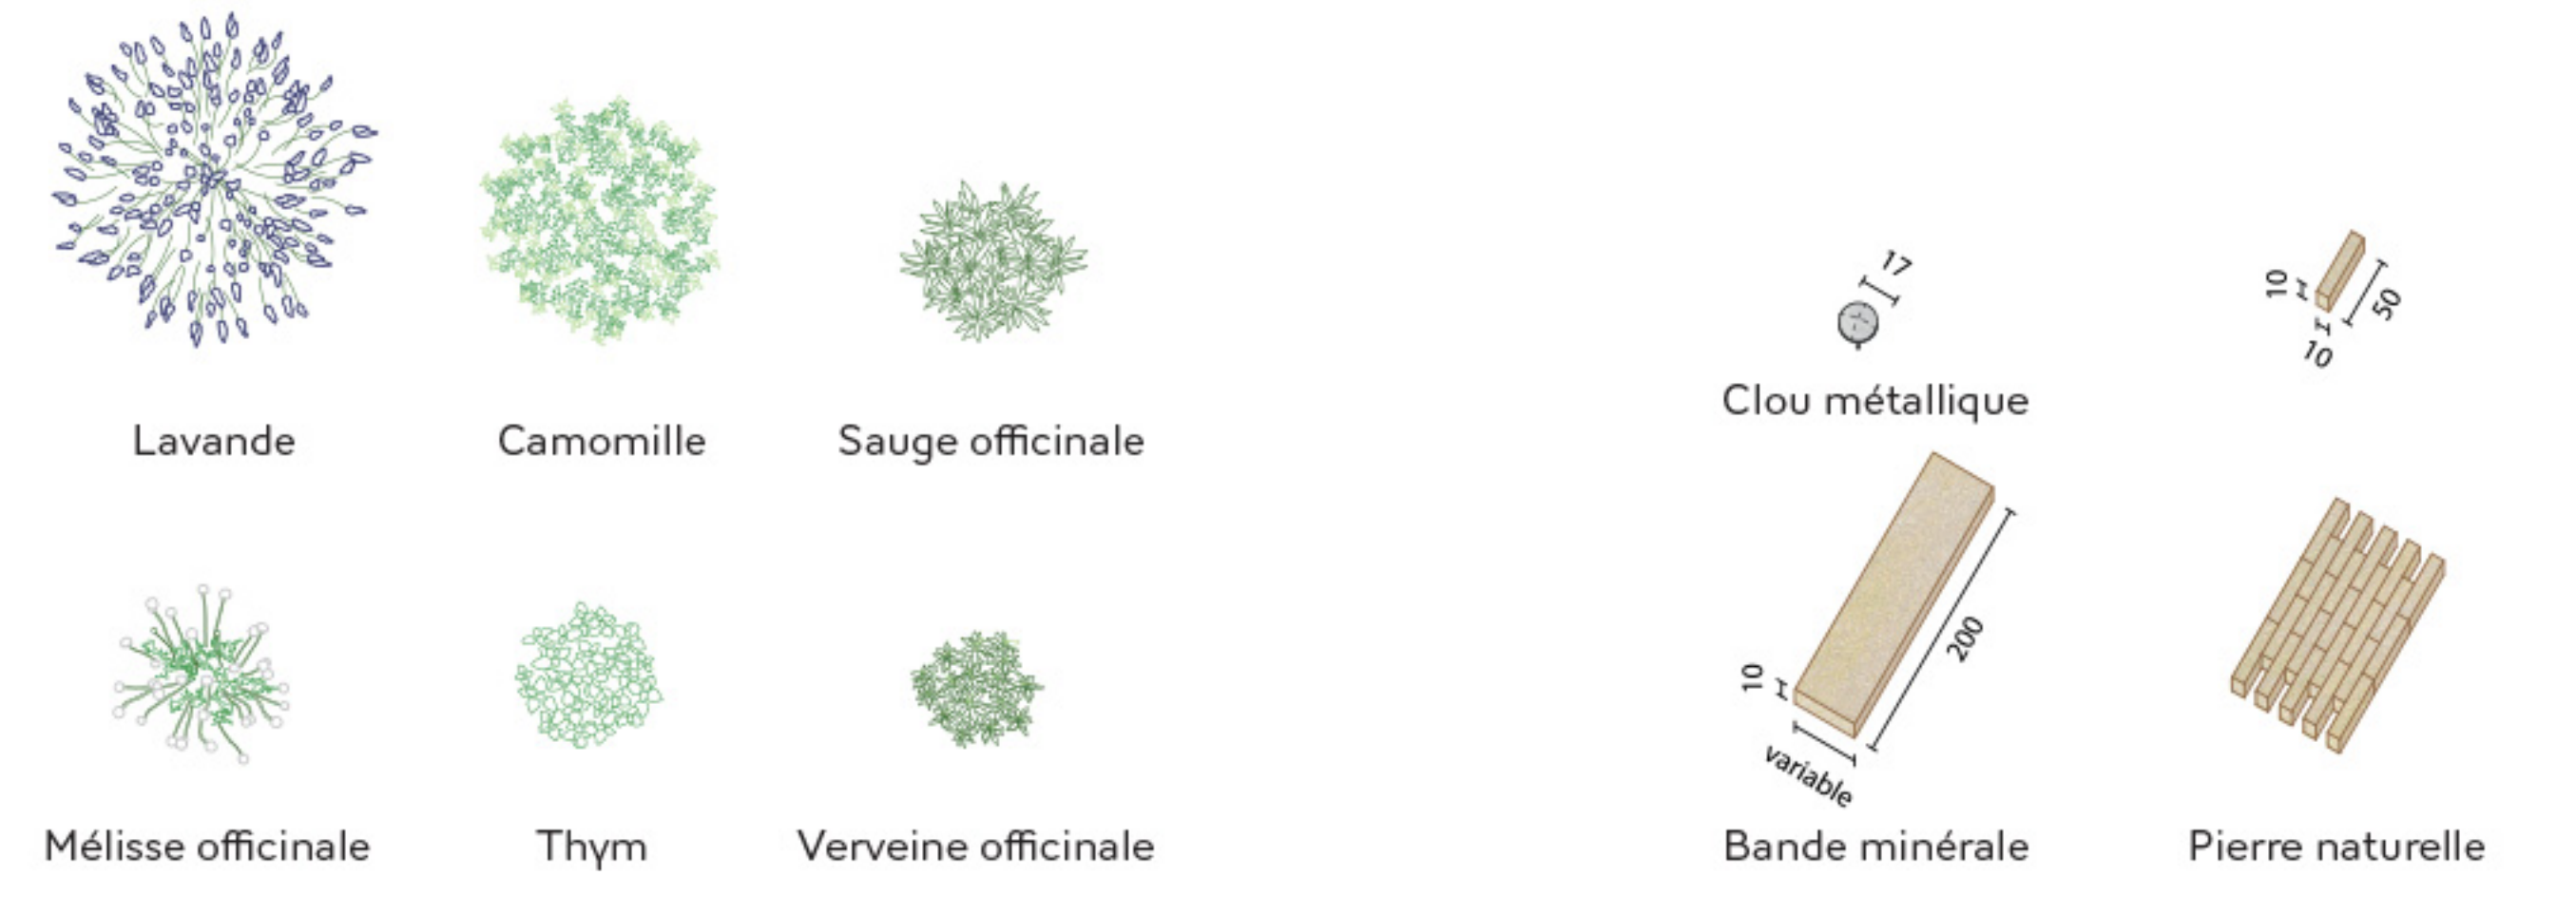 Lavande
Camomille
Sauge officinale
Mélisse officinale
Thym
Verveine officinale
17
Clou métallique
10
50
10
10
200
variable
Bande minérale
Pierre naturelle